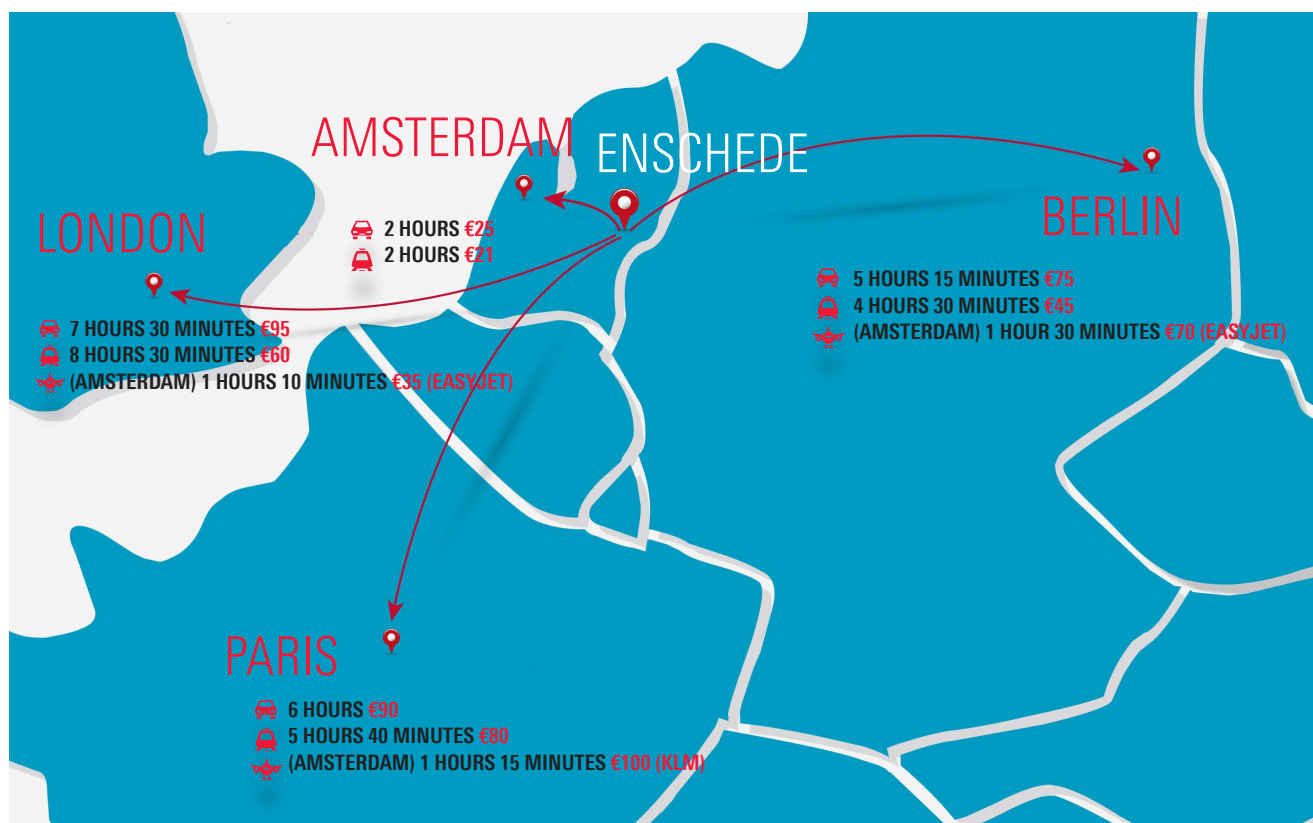 AMSTERDAM
ENSCHEDE
2 HOURS €25
2 HOURS €21
LONDON
7 HOURS 30 MINUTES €95
8 HOURS 30 MINUTES €60
(AMSTERDAM) 1 HOURS 10 MINUTES €35 (EASYJET)
BERLIN
5 HOURS 15 MINUTES €75
4 HOURS 30 MINUTES €45
(AMSTERDAM) 1 HOUR 30 MINUTES €70 (EASYJET)
PARIS
6 HOURS €90
5 HOURS 40 MINUTES €80
(AMSTERDAM) 1 HOURS 15 MINUTES €100 (KLM)